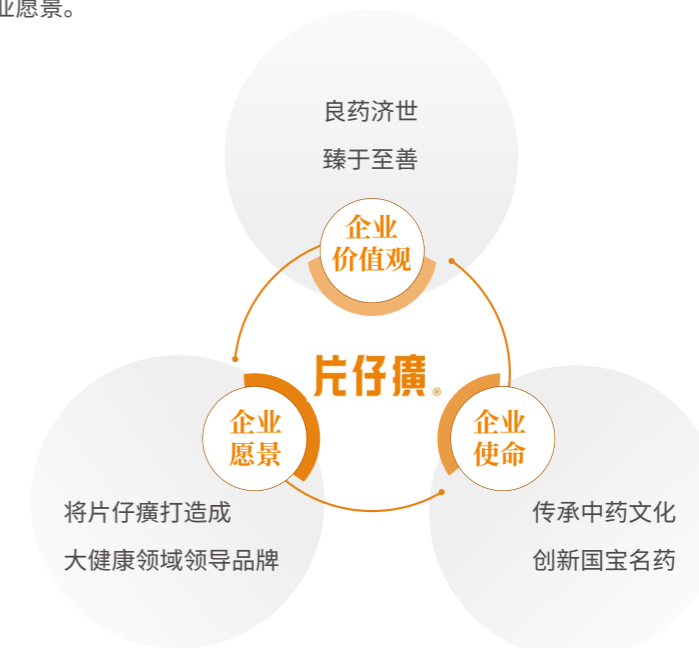 业愿景。
良药济世
臻于至善
企业
价值观
片仔癀®
企业
愿景
企业
使命
将片仔癀打造成
大健康领域领导品牌
传承中药文化
创新国宝名药